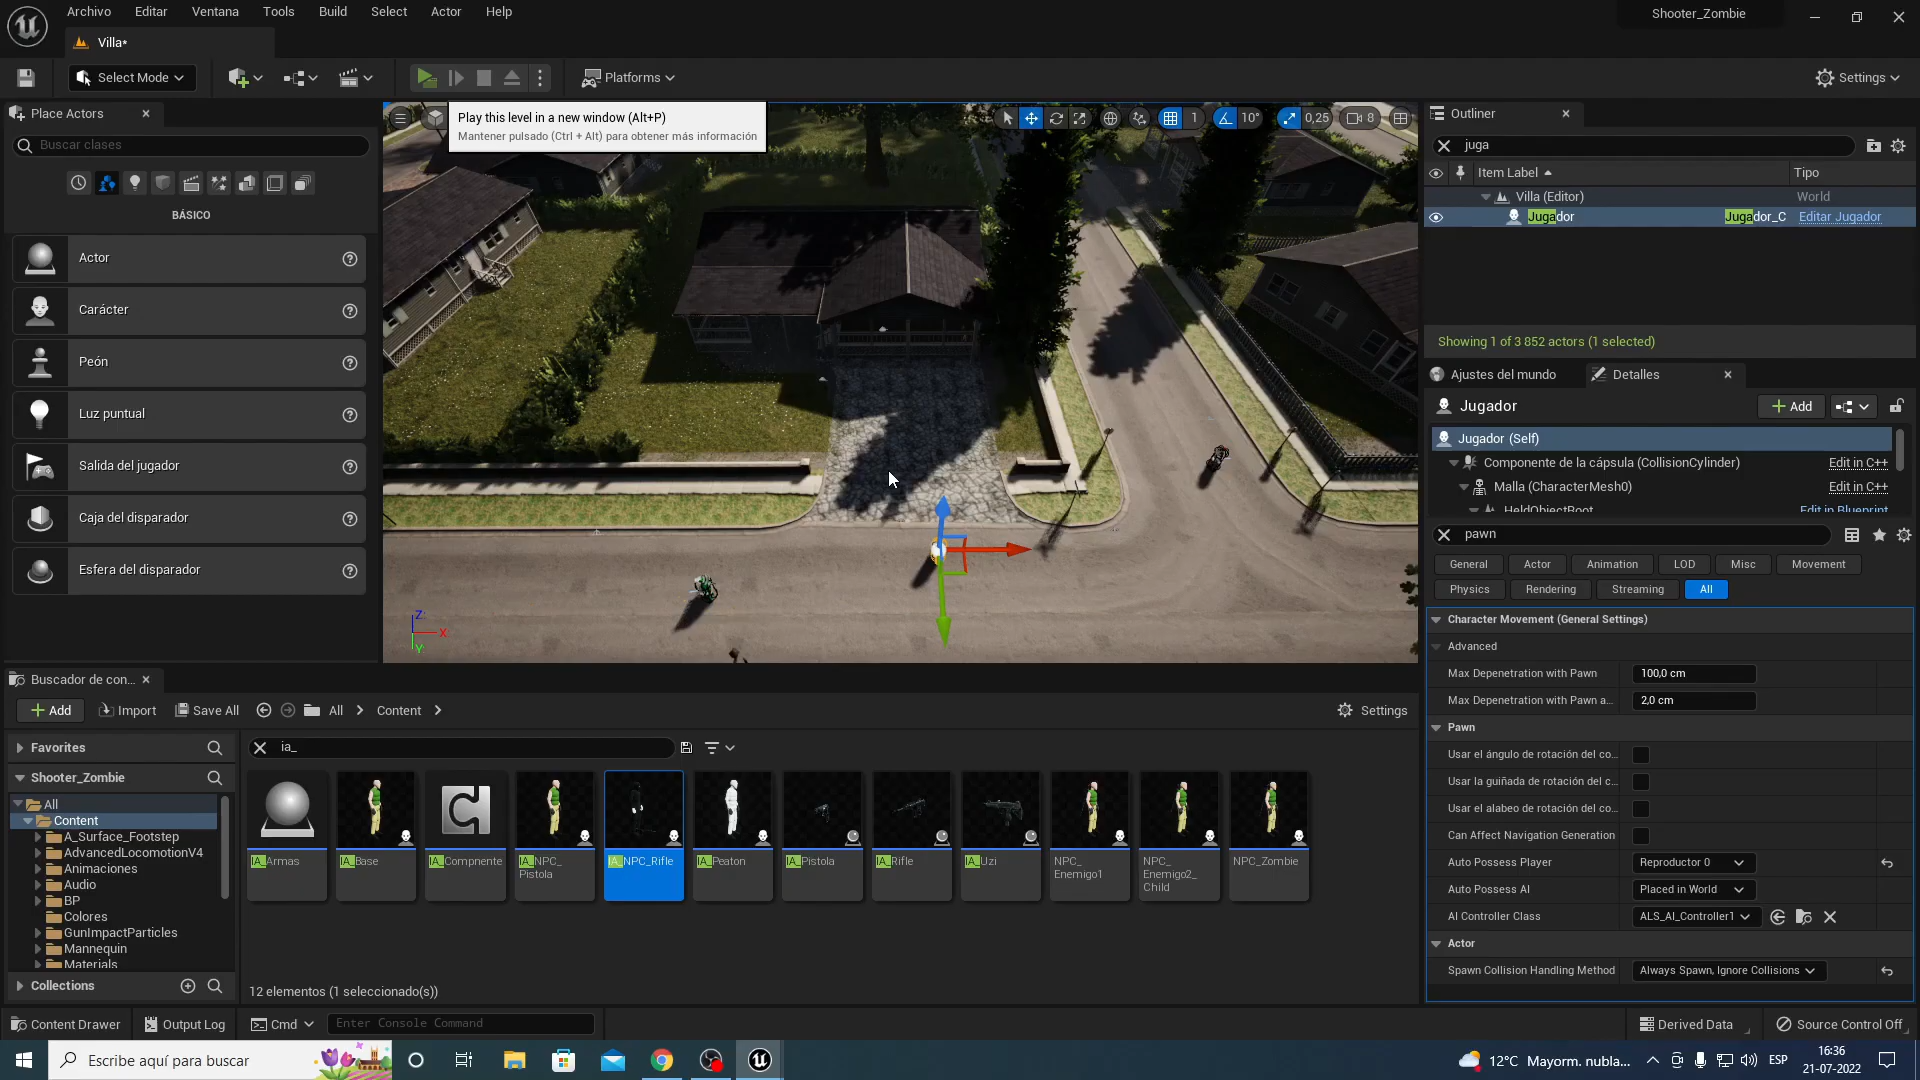 Archivo Editar Ventana Tools Build Select Actor Help
Shooter_Zombie
Villa*
Select Mode
Platforms
Settings
Place Actors
Buscar clases
BÁSICO
Actor
Carácter
Peón
Luz puntual
Salida del jugador
Caja del disparador
Esfera del disparador
Play this level in a new window (Alt+P)
Mantener pulsado (Ctrl + Alt) para obtener más información
1
10°
0,25
8
Z:
X
Y:
Outliner
juga
Item Label Tipo
Villa (Editor) World
Jugador Jugador_C Editar Jugador
Showing 1 of 3 852 actors (1 selected)
Ajustes del mundo
Detalles
Jugador
Add
Jugador (Self)
Componente de la cápsula (CollisionCylinder) Edit in C++
Malla (CharacterMesh0) Edit in C++
HeldObjectRoot Edit in Blueprint
pawn
General Actor Animation LOD Misc Movement
Physics Rendering Streaming All
Character Movement (General Settings)
Advanced
Max Depenetration with Pawn 100,0 cm
Max Depenetration with Pawn a... 2,0 cm
Pawn
Usar el ángulo de rotación del co...
Usar la guiñada de rotación del c...
Usar el alabeo de rotación del co...
Can Affect Navigation Generation
Auto Possess Player Reproductor 0
Auto Possess AI Placed in World
AI Controller Class ALS_AI_Controller1
Actor
Spawn Collision Handling Method Always Spawn, Ignore Collisions
Buscador de con...
Add Import Save All All Content Settings
Favorites
Shooter_Zombie
All
Content
A_Surface_Footstep
AdvancedLocomotionV4
Animaciones
Audio
BP
Colores
GunImpactParticles
Mannequin
Materials
Collections
ia_
IA_Armas
IA_Base
IA_Compnente
IA_NPC_
Pistola
IA_NPC_Rifle
IA_Peaton
IA_Pistola
IA_Rifle
IA_Uzi
NPC_
Enemigo1
NPC_
Enemigo2_
Child
NPC_Zombie
12 elementos (1 seleccionado(s))
Content Drawer Output Log Cmd Enter Console Command Derived Data Source Control Off
Escribe aquí para buscar
12°C Mayorm. nubla... ESP
16:36
21-07-2022